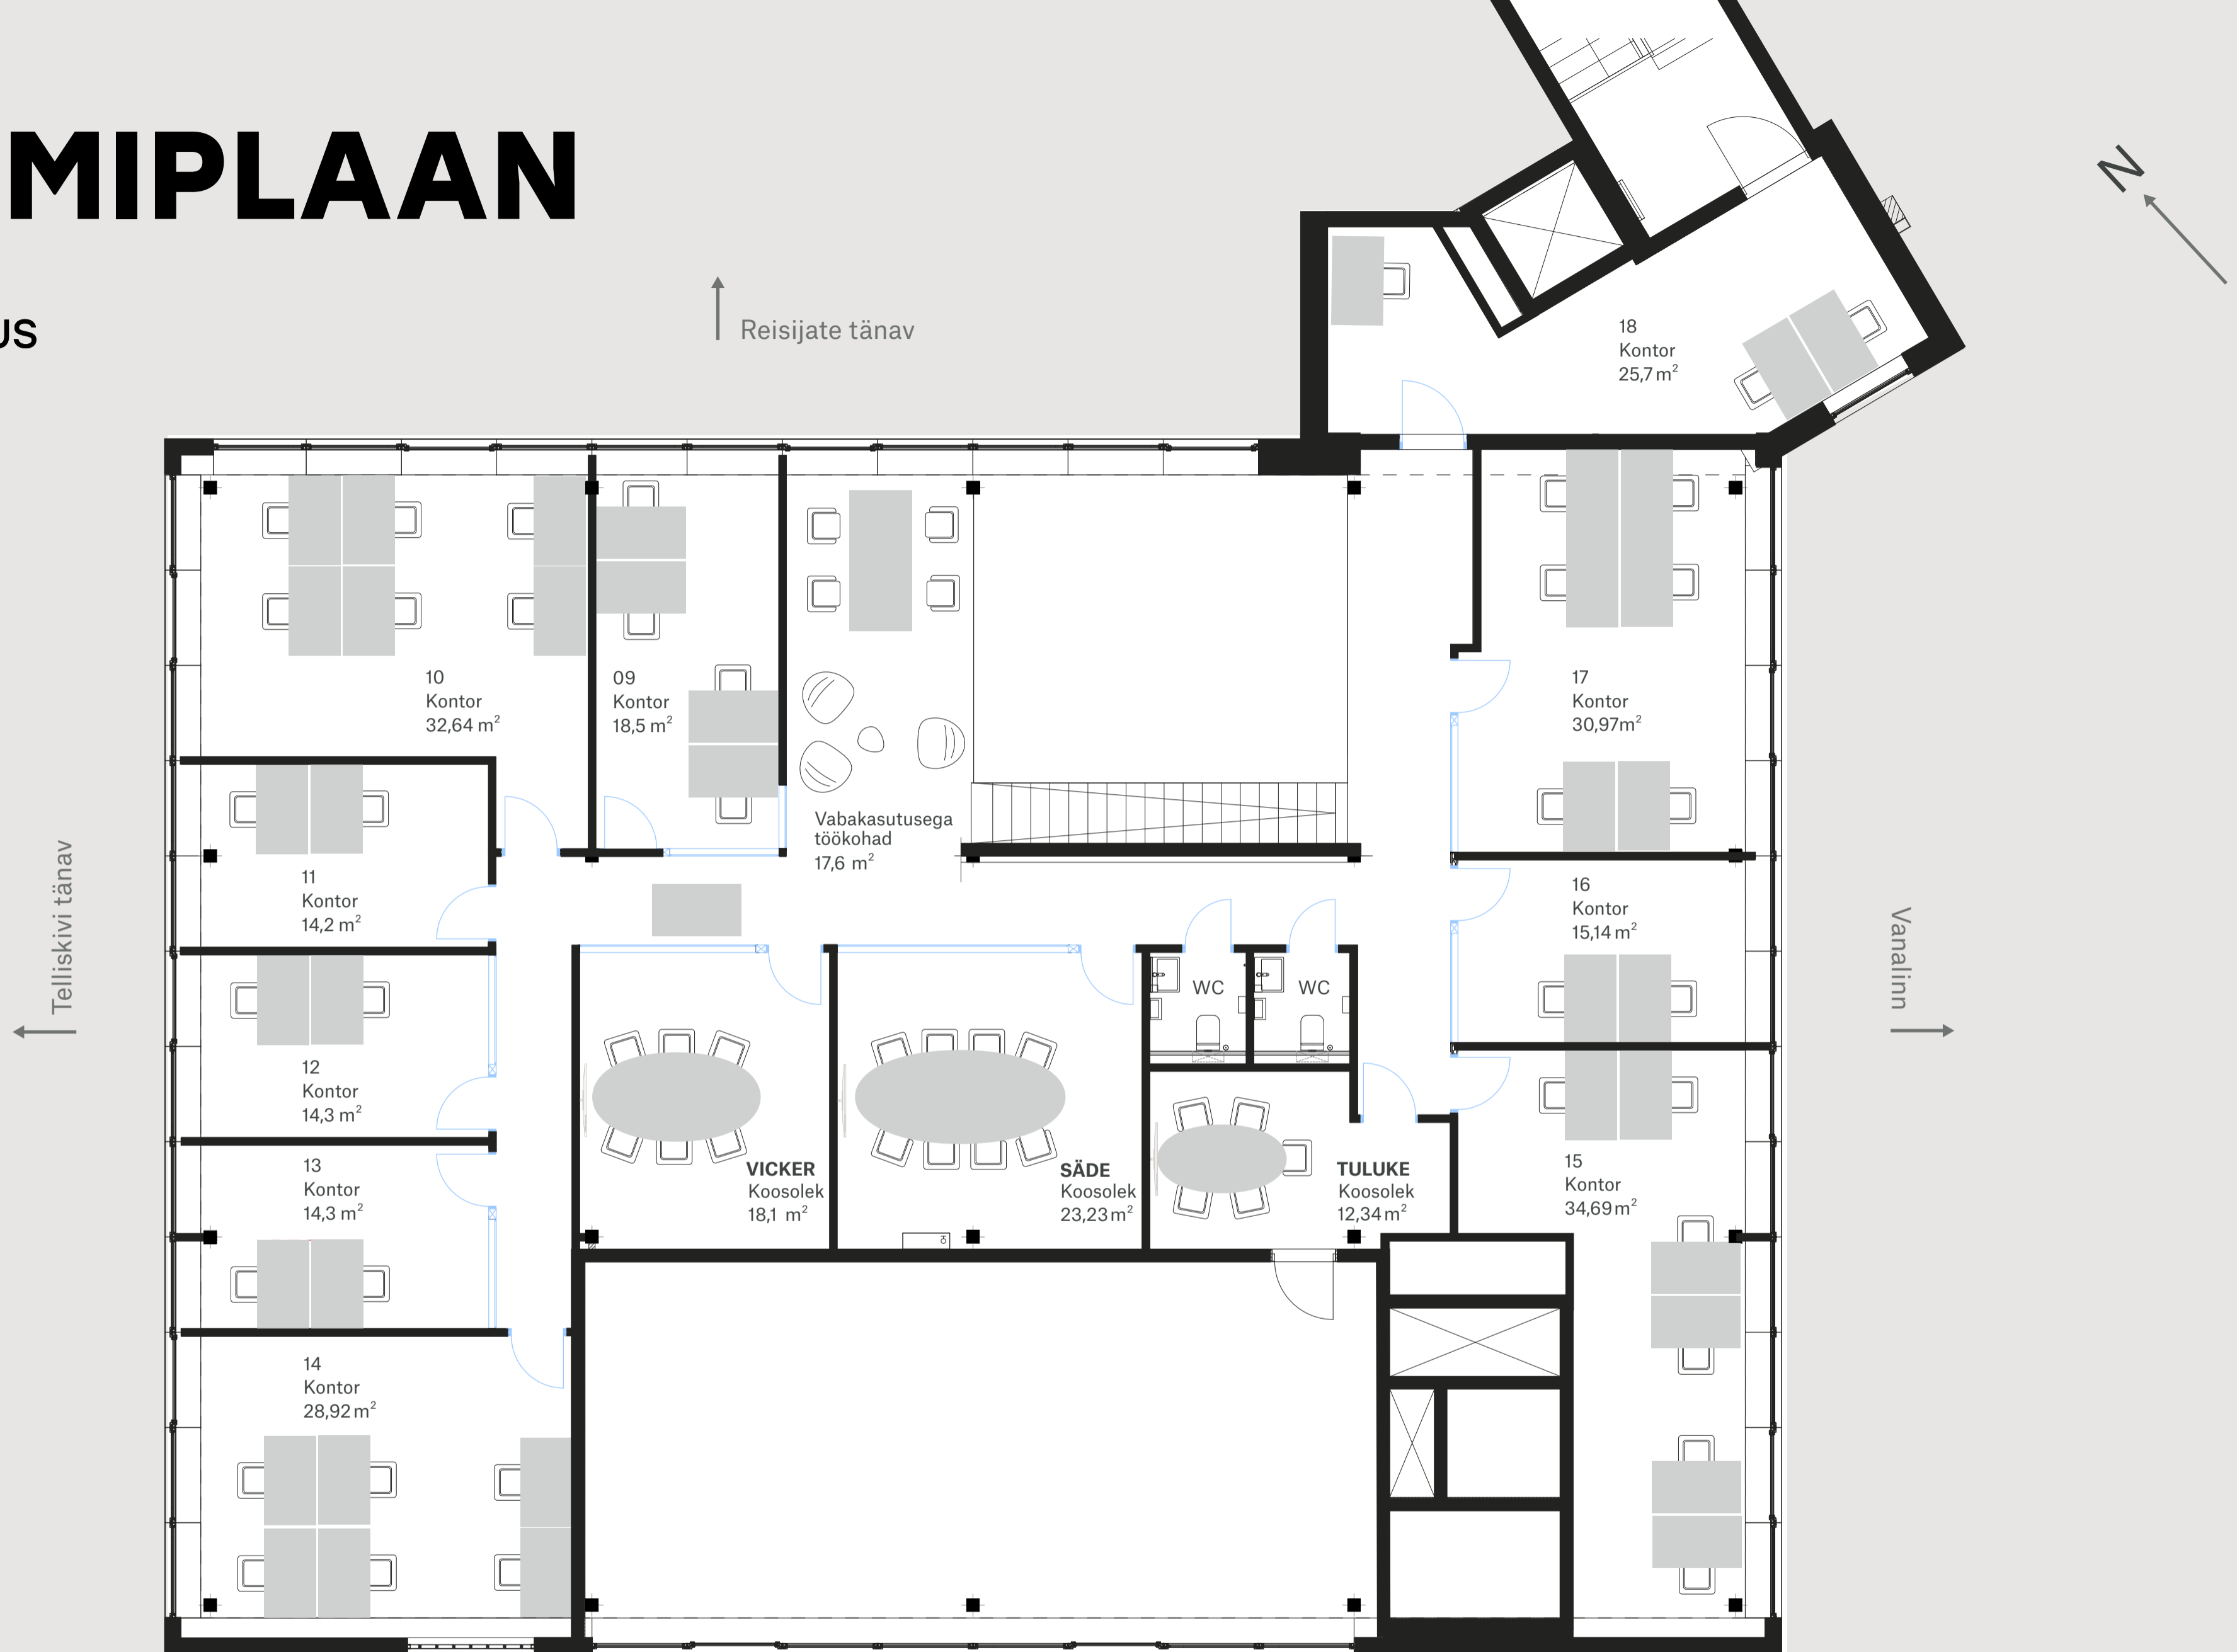 MIPLAAN
US
Reisijate tänav
N
18
Kontor
25,7 m²
10
Kontor
32,64 m²
09
Kontor
18,5 m²
17
Kontor
30,97m²
Vabakasutusega
töökohad
17,6 m²
11
Kontor
14,2 m²
16
Kontor
15,14 m²
Telliskivi tänav
Vanalinn
WC
WC
12
Kontor
14,3 m²
13
Kontor
14,3 m²
VICKER
Koosolek
18,1 m²
SÄDE
Koosolek
23,23 m²
TULUKE
Koosolek
12,34 m²
15
Kontor
34,69 m²
14
Kontor
28,92 m²